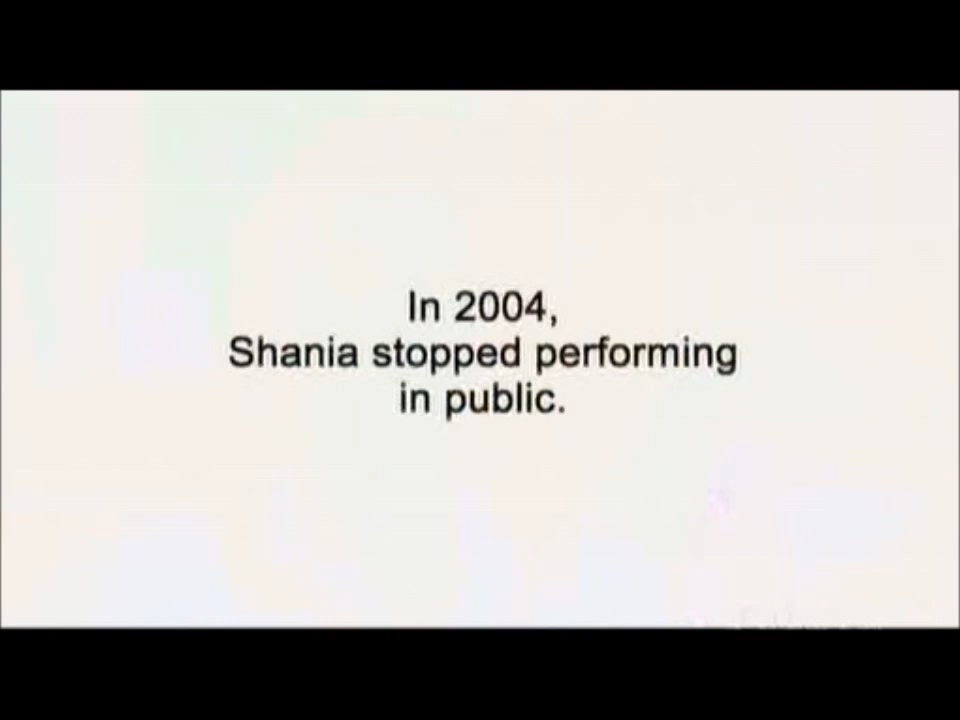 In 2004,
Shania stopped performing
in public.